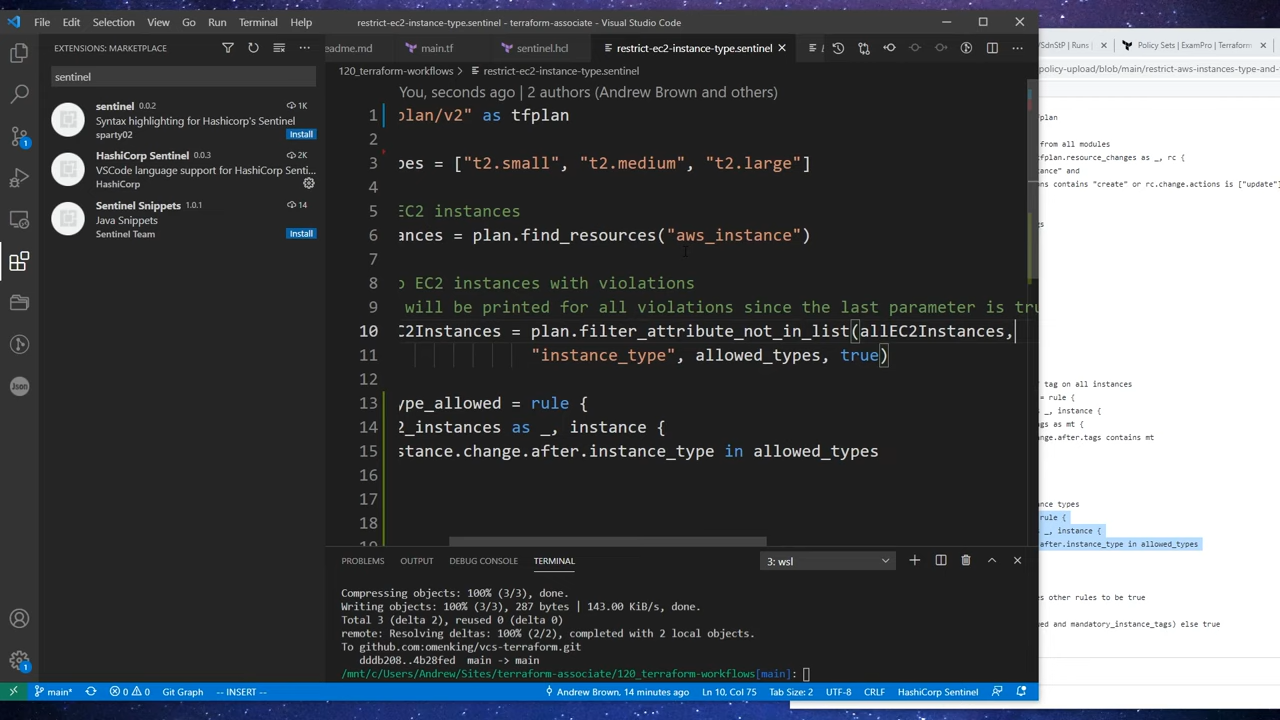 File Edit Selection View Go Run Terminal Help
restrict-ec2-instance-type.sentinel - terraform-associate - Visual Studio Code
EXTENSIONS: MARKETPLACE
sentinel
sentinel 0.0.2 1K
Syntax highlighting for Hashicorp's Sentinel
sparty02 Install
HashiCorp Sentinel 0.0.3 2K
VSCode language support for HashiCorp Senti...
HashiCorp
Sentinel Snippets 1.0.1 14
Java Snippets
Sentinel Team Install
Json
readme.md main.tf sentinel.hcl restrict-ec2-instance-type.sentinel
120_terraform-workflows > restrict-ec2-instance-type.sentinel
You, seconds ago | 2 authors (Andrew Brown and others)
1 plan/v2" as tfplan
2
3 pes = ["t2.small", "t2.medium", "t2.large"]
4
5 EC2 instances
6 ances = plan.find_resources("aws_instance")
7
8 o EC2 instances with violations
9 will be printed for all violations since the last parameter is tru
10 C2Instances = plan.filter_attribute_not_in_list(allEC2Instances,
11 "instance_type", allowed_types, true)
12
13 ype_allowed = rule {
14 2_instances as _, instance {
15 stance.change.after.instance_type in allowed_types
16
17
18
PROBLEMS OUTPUT DEBUG CONSOLE TERMINAL 3: wsl
Compressing objects: 100% (3/3), done.
Writing objects: 100% (3/3), 287 bytes | 143.00 KiB/s, done.
Total 3 (delta 2), reused 0 (delta 0)
remote: Resolving deltas: 100% (2/2), completed with 2 local objects.
To github.com:omenking/vcs-terraform.git
dddb208..4b28fed main -> main
/mnt/c/Users/Andrew/Sites/terraform-associate/120_terraform-workflows[main]:
main* 0 0 Git Graph -- INSERT -- Andrew Brown, 14 minutes ago Ln 10, Col 75 Tab Size: 2 UTF-8 CRLF HashiCorp Sentinel
/SdnStP | Runs Policy Sets | ExamPro | Terraform
policy-upload/blob/main/restrict-aws-instances-type-and-
fplan
from all modules
tfplan.resource_changes as _, rc {
tance" and
ons contains "create" or rc.change.actions is ["update"]
gs
tag on all instances
= rule {
s _, instance {
ags as mt {
ange.after.tags contains mt
nce types
rule {
_, instance {
after.instance_type in allowed_types
es other rules to be true
ed and mandatory_instance_tags) else true